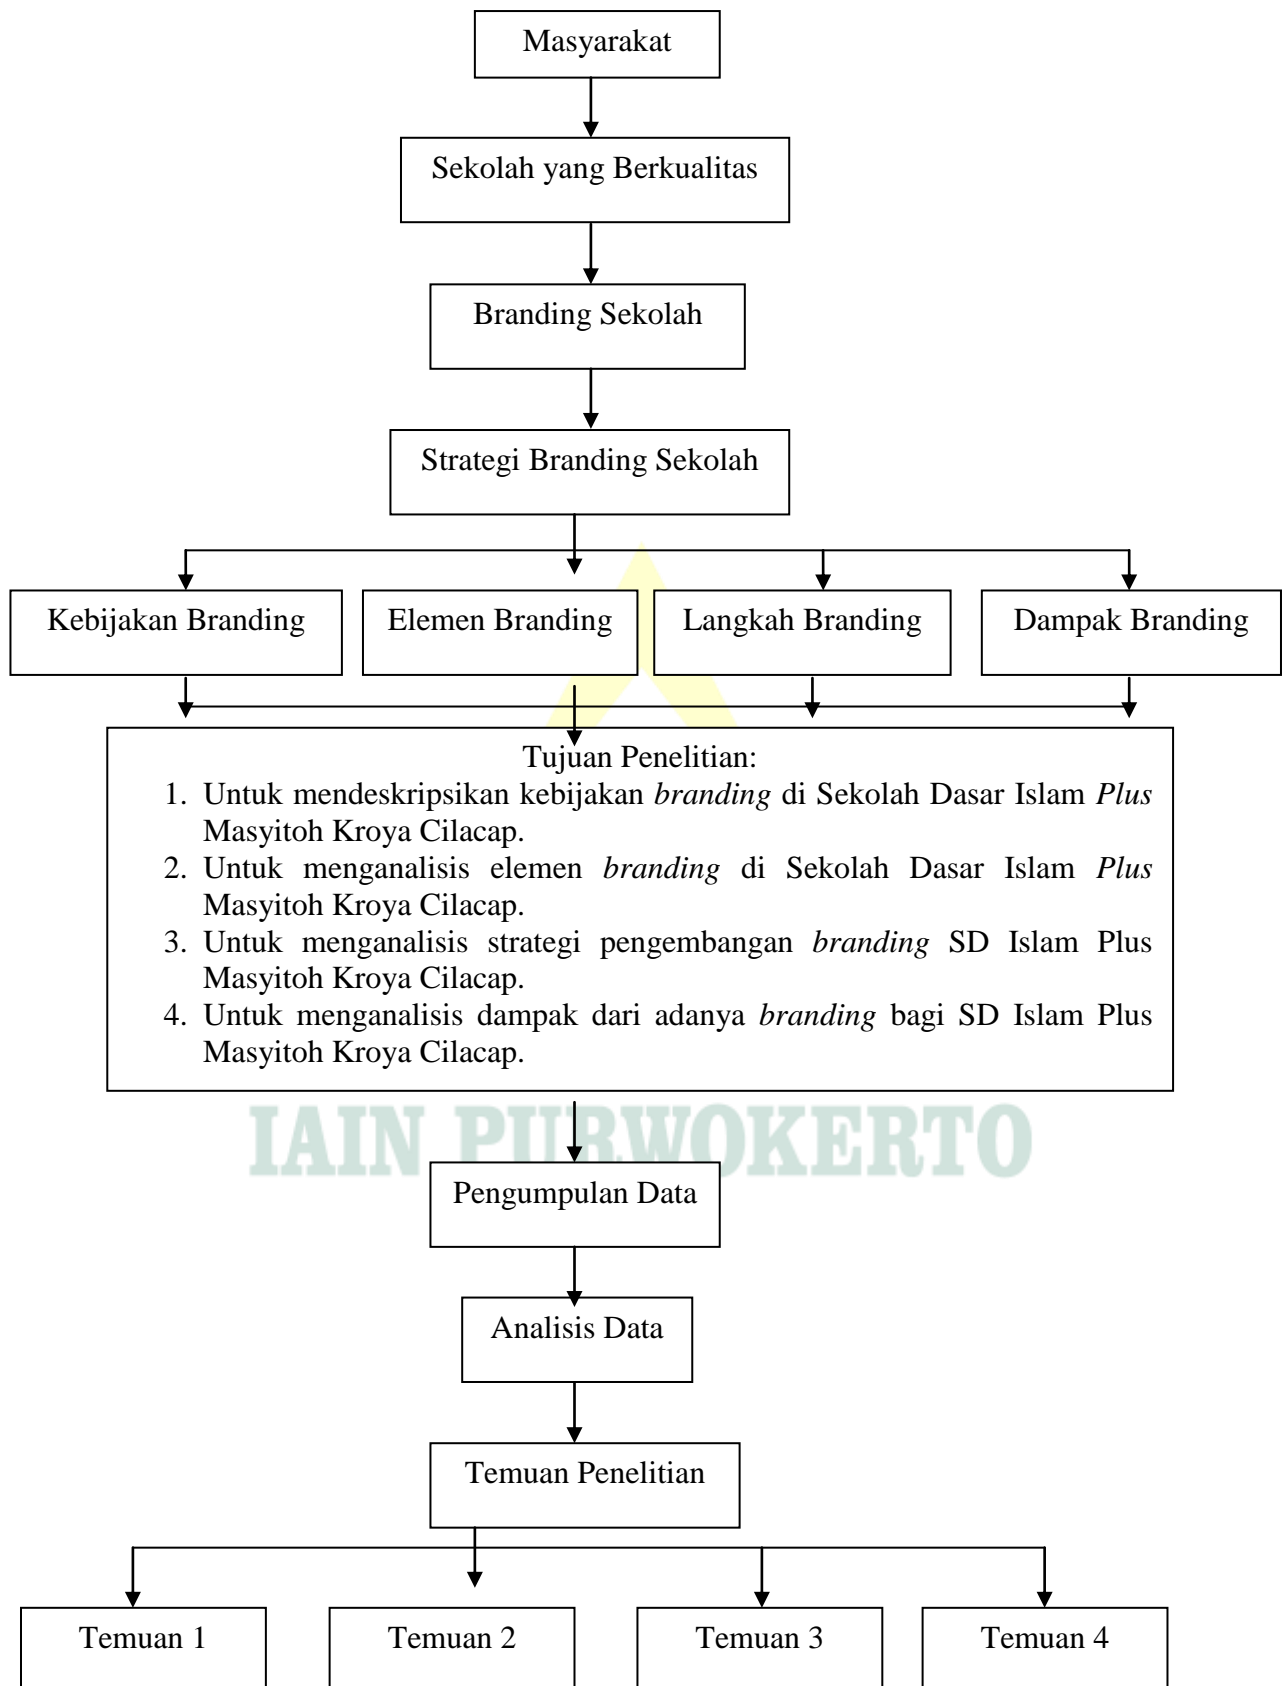 Masyarakat
Sekolah yang Berkualitas
Branding Sekolah
Strategi Branding Sekolah
Kebijakan Branding
Elemen Branding
Langkah Branding
Dampak Branding
Tujuan Penelitian:
1. Untuk mendeskripsikan kebijakan branding di Sekolah Dasar Islam Plus
Masyitoh Kroya Cilacap.
2. Untuk menganalisis elemen branding di Sekolah Dasar Islam Plus
Masyitoh Kroya Cilacap.
3. Untuk menganalisis strategi pengembangan branding SD Islam Plus
Masyitoh Kroya Cilacap.
4. Untuk menganalisis dampak dari adanya branding bagi SD Islam Plus
Masyitoh Kroya Cilacap.
IAIN PURWOKERTO
Pengumpulan Data
Analisis Data
Temuan Penelitian
Temuan 1
Temuan 2
Temuan 3
Temuan 4